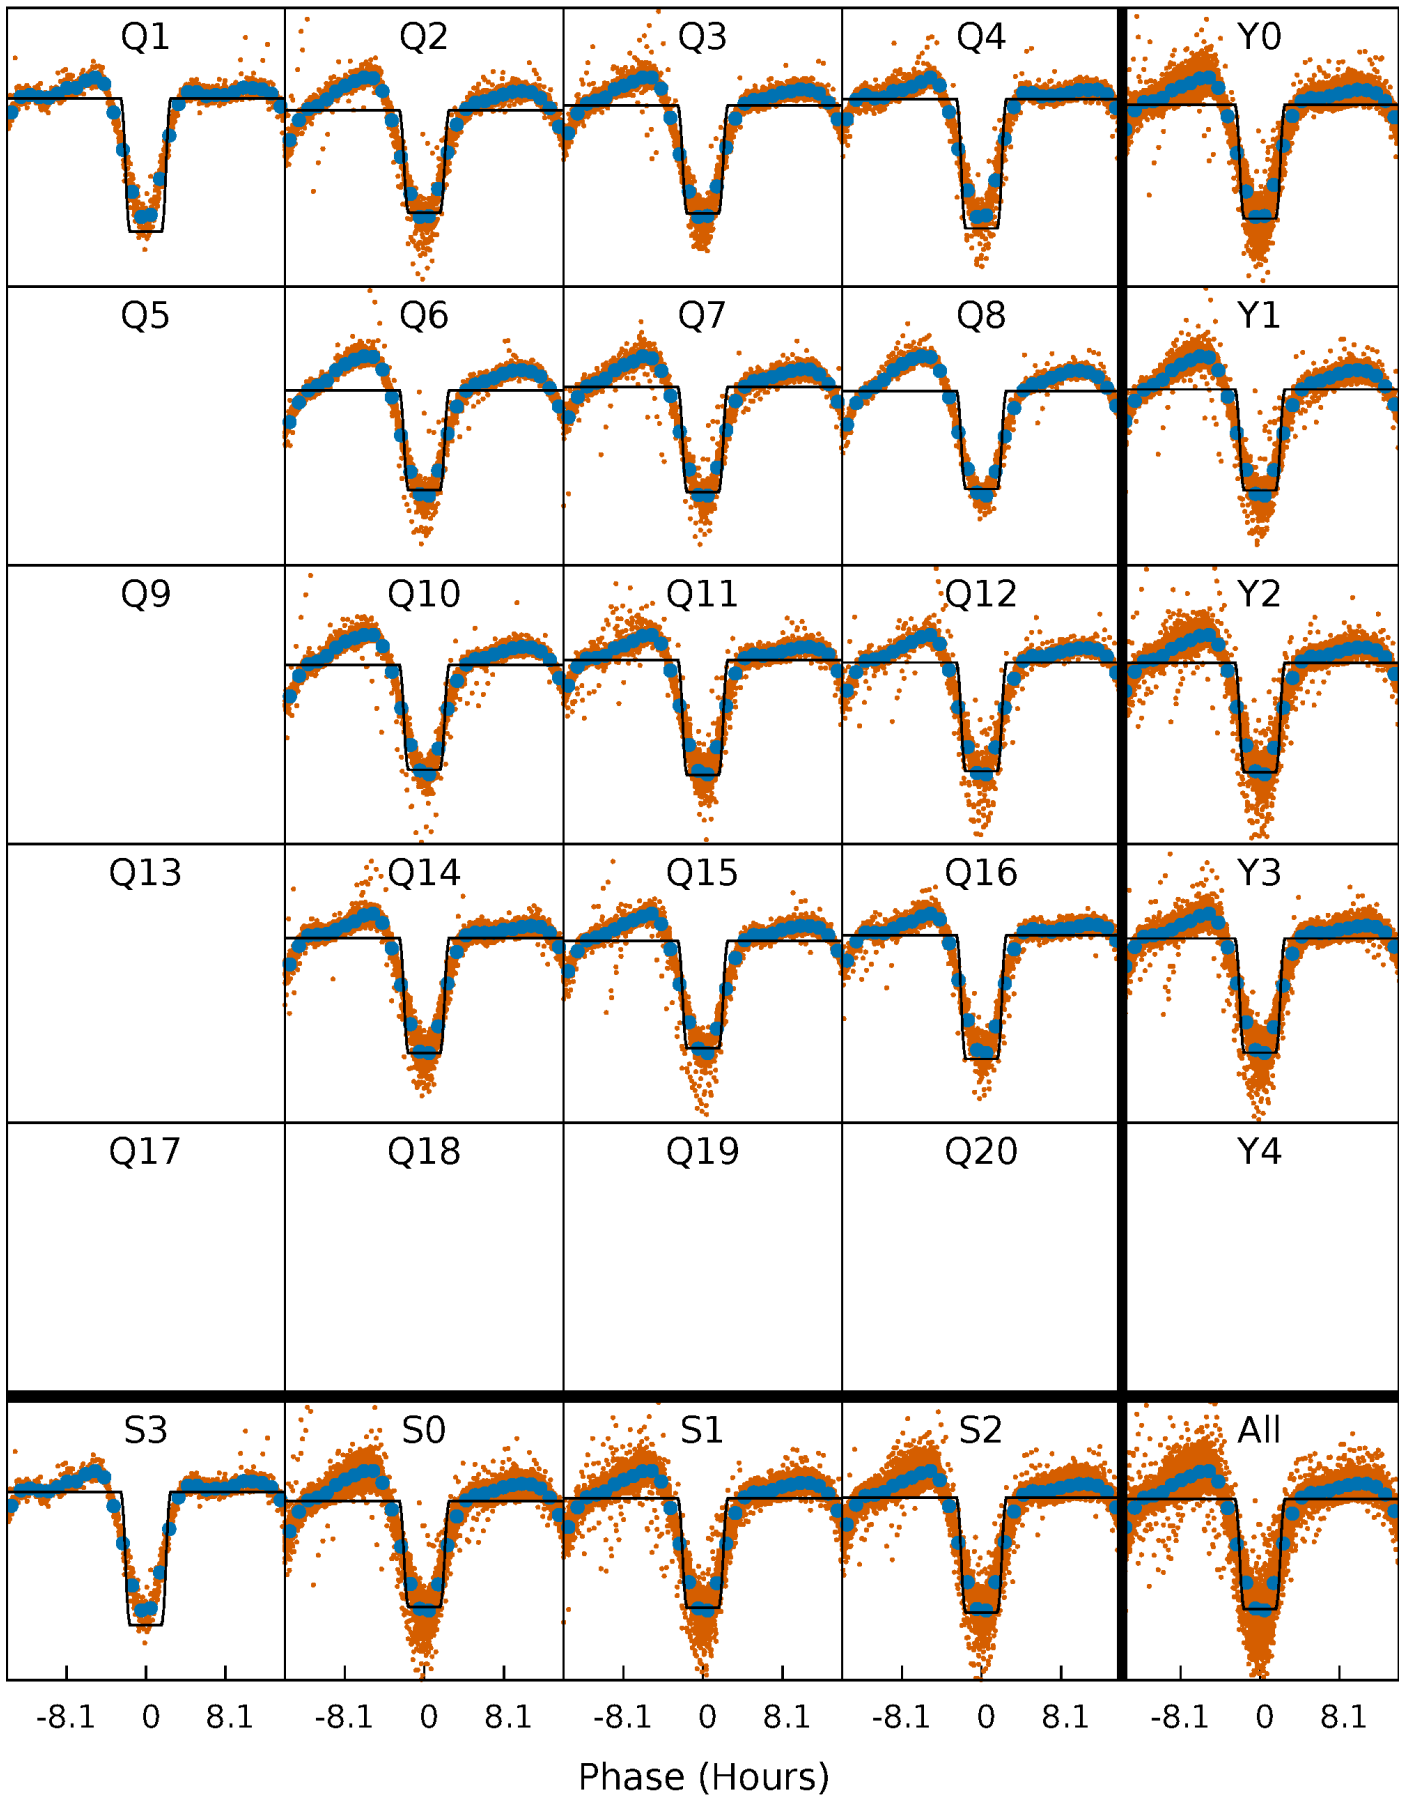 Q1 Q2 Q3 Q4 Y0
Q5 Q6 Q7 Q8 Y1
Q9 Q10 Q11 Q12 Y2
Q13 Q14 Q15 Q16 Y3
Q17 Q18 Q19 Q20 Y4
S3 S0 S1 S2 All
-8.1 0 8.1 -8.1 0 8.1 -8.1 0 8.1 -8.1 0 8.1 -8.1 0 8.1
Phase (Hours)